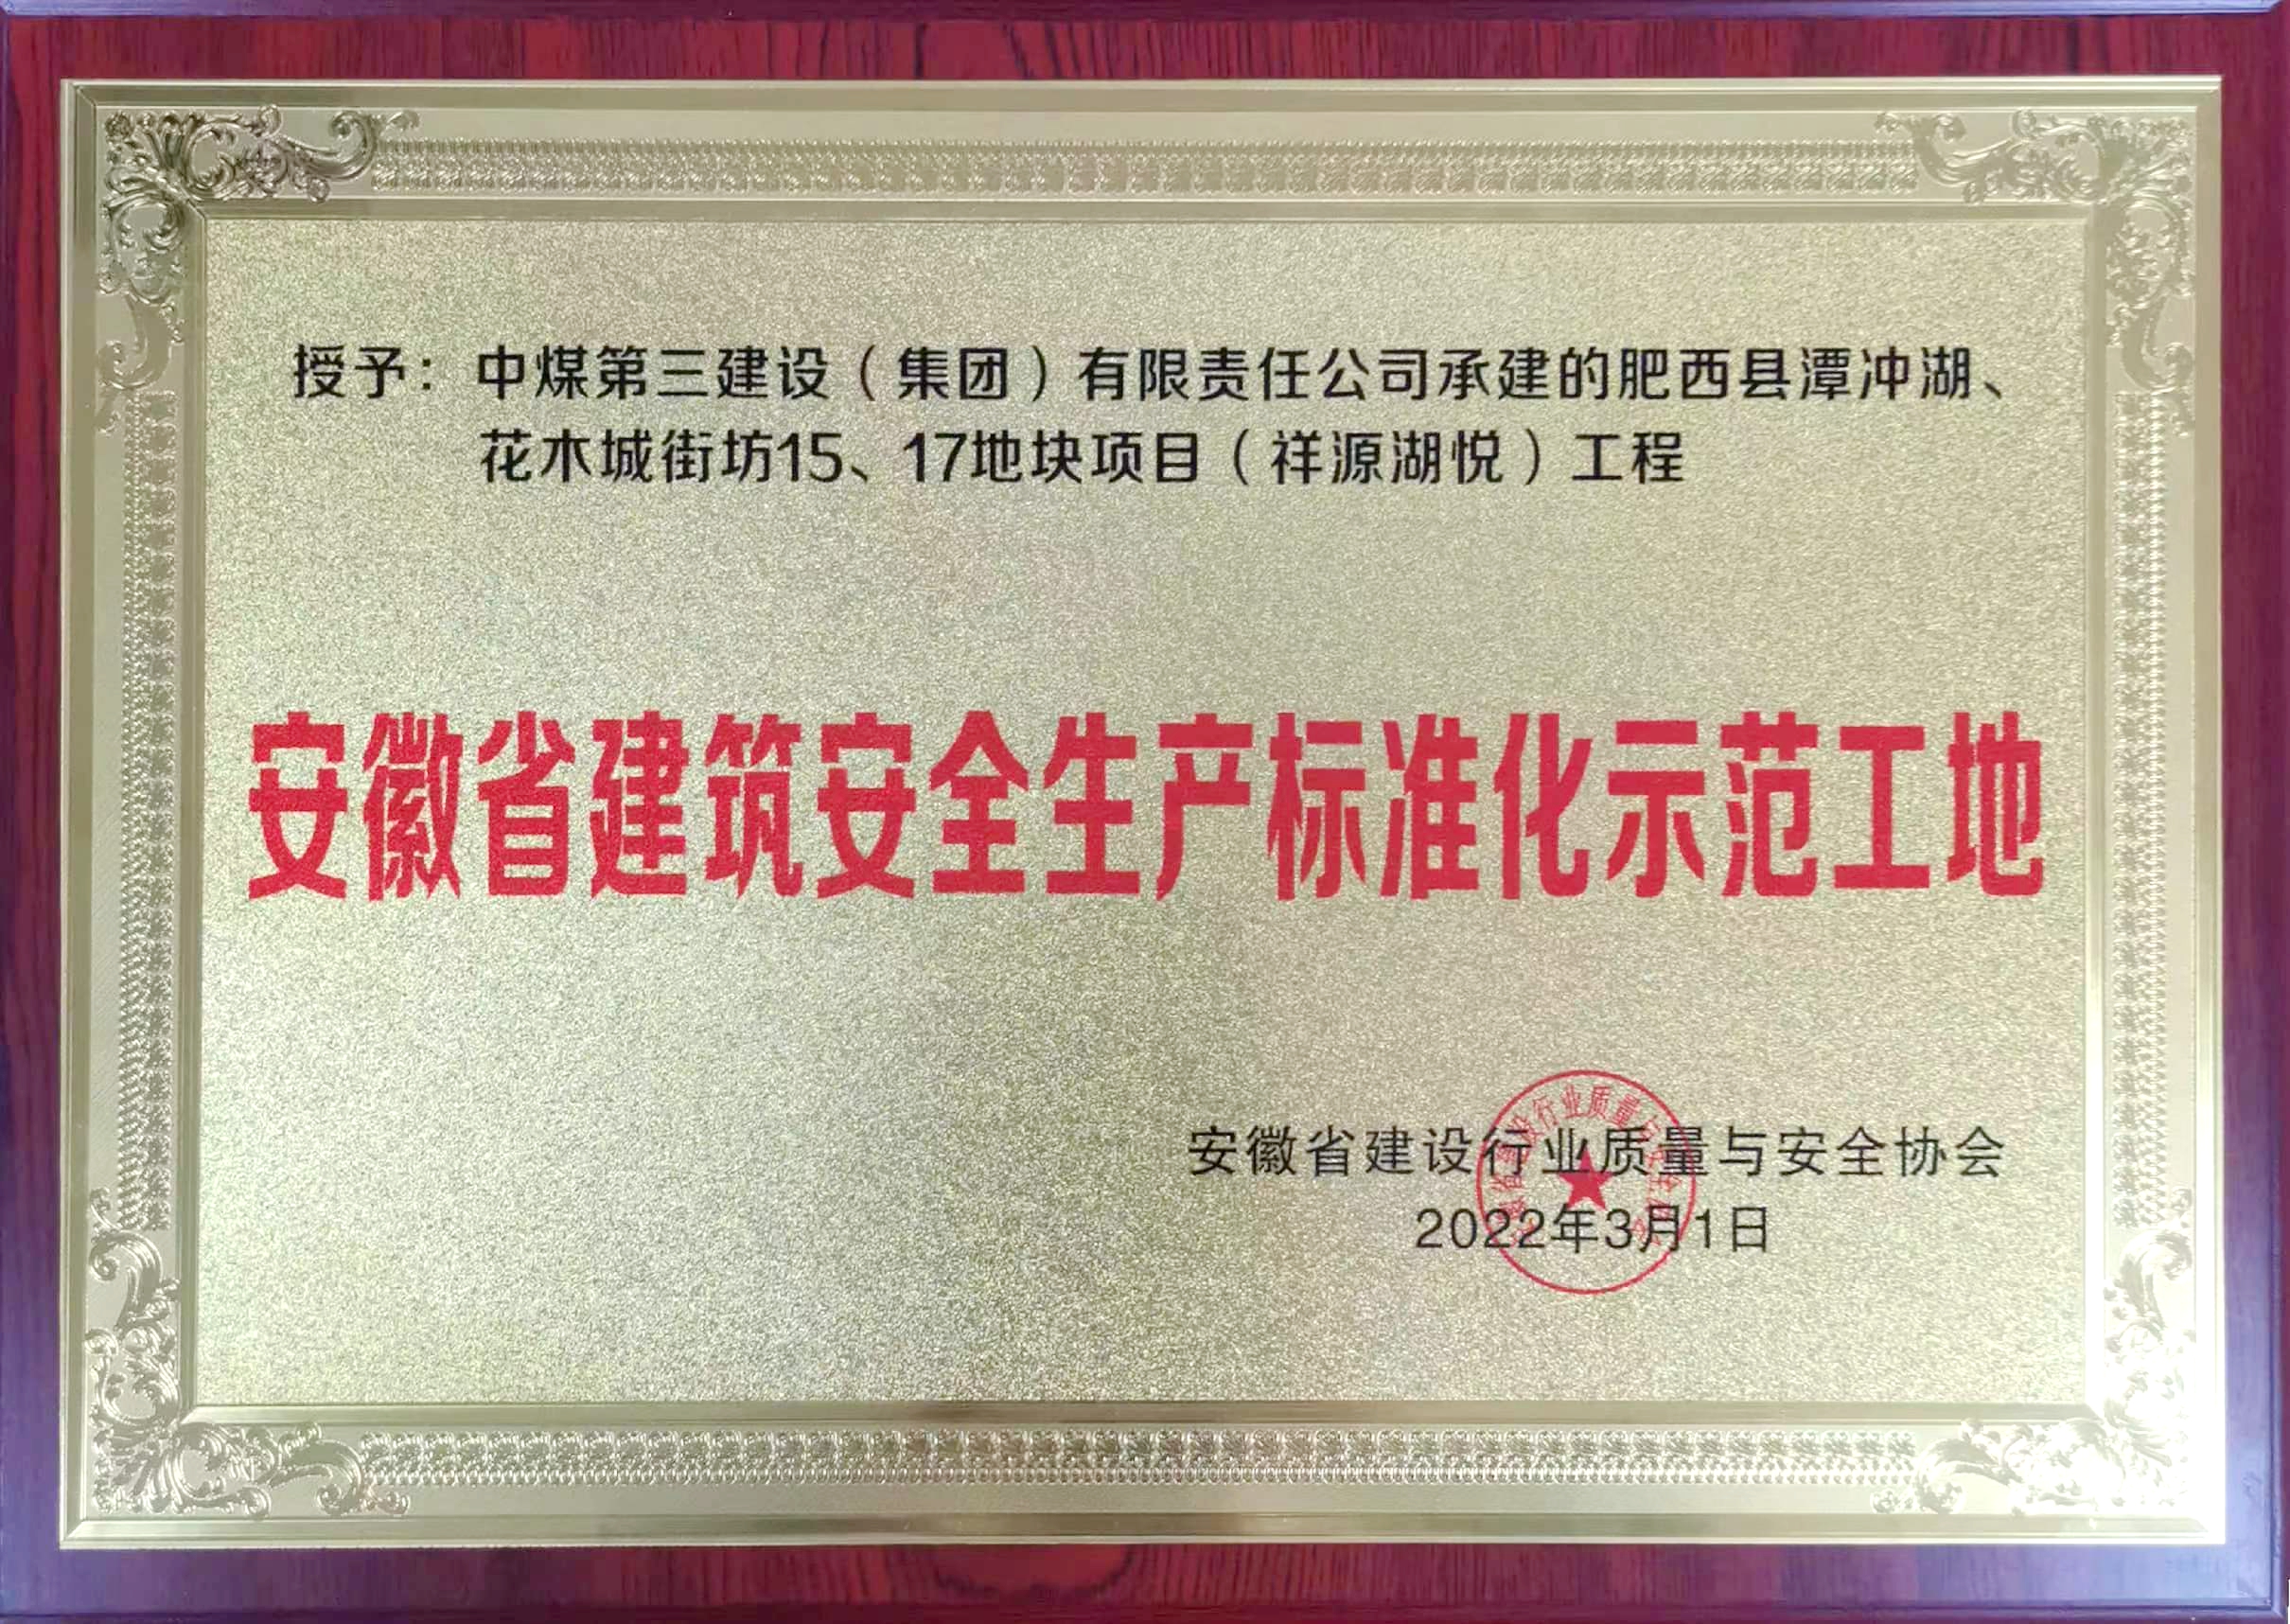 授予：中煤第三建设（集团）有限责任公司承建的肥西县潭冲湖、
花木城街坊15、17地块项目（祥源湖悦）工程
安徽省建筑安全生产标准化示范工地
安徽省建设行业质量与安全协会
2022年3月1日